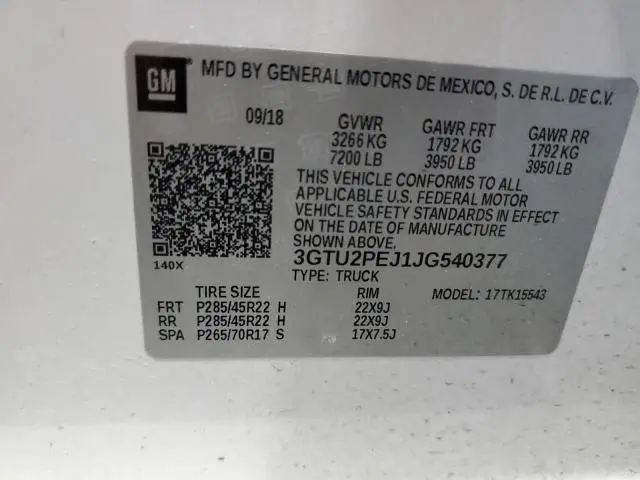 GM
MFD BY GENERAL MOTORS DE MEXICO, S. DE R.L. DE C.V.
09/18 GVWR GAWR FRT GAWR RR
3266 KG 1792 KG 1792 KG
7200 LB 3950 LB 3950 LB
THIS VEHICLE CONFORMS TO ALL
APPLICABLE U.S. FEDERAL MOTOR
VEHICLE SAFETY STANDARDS IN EFFECT
ON THE DATE OF MANUFACTURE
SHOWN ABOVE.
140X 3GTU2PEJ1JG540377
TYPE: TRUCK
TIRE SIZE RIM MODEL: 17TK15543
FRT P285/45R22 H 22X9J
RR P285/45R22 H 22X9J
SPA P265/70R17 S 17X7.5J